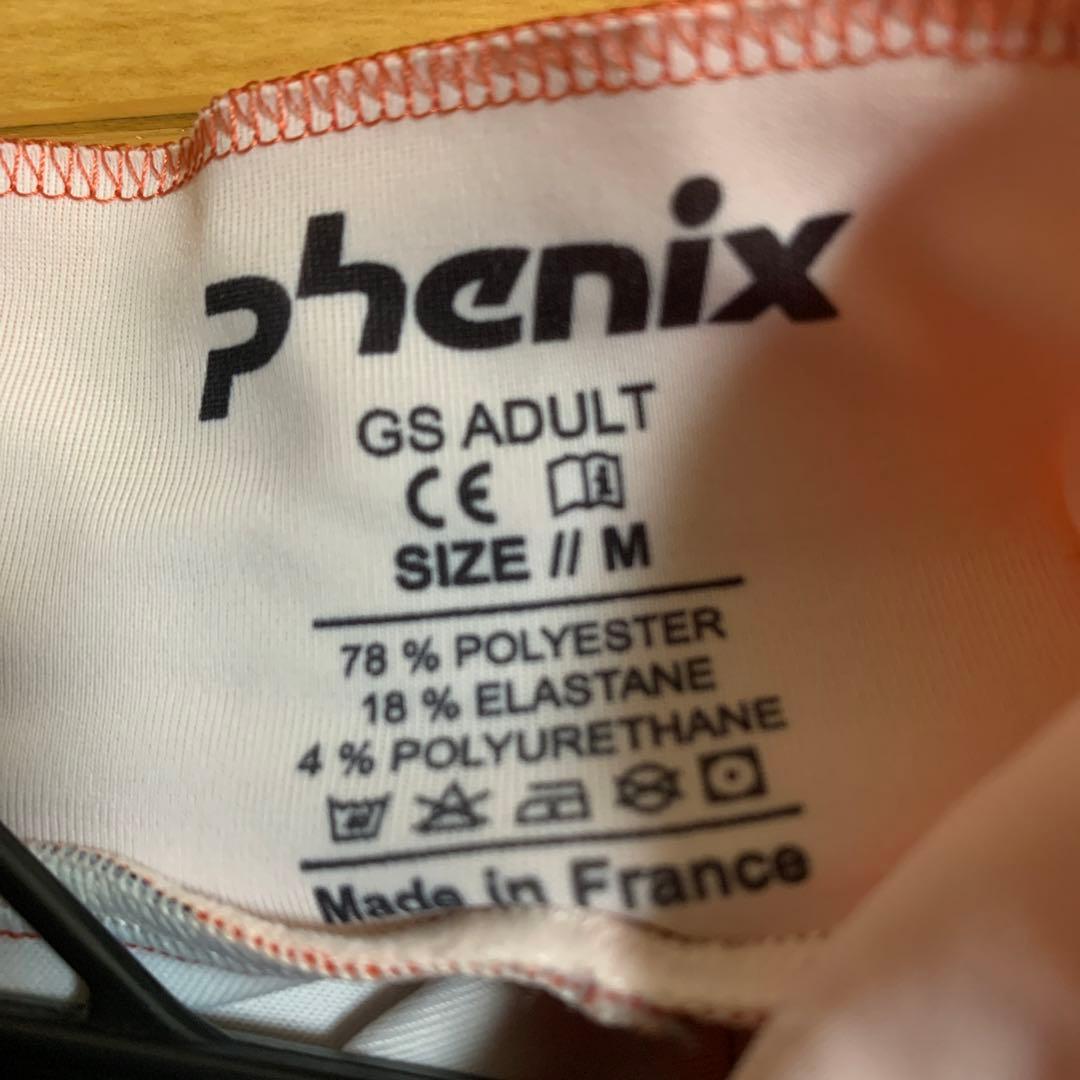 phenix
GS ADULT
CE
SIZE // M
78 % POLYESTER
18 % ELASTANE
4 % POLYURETHANE
Made in France